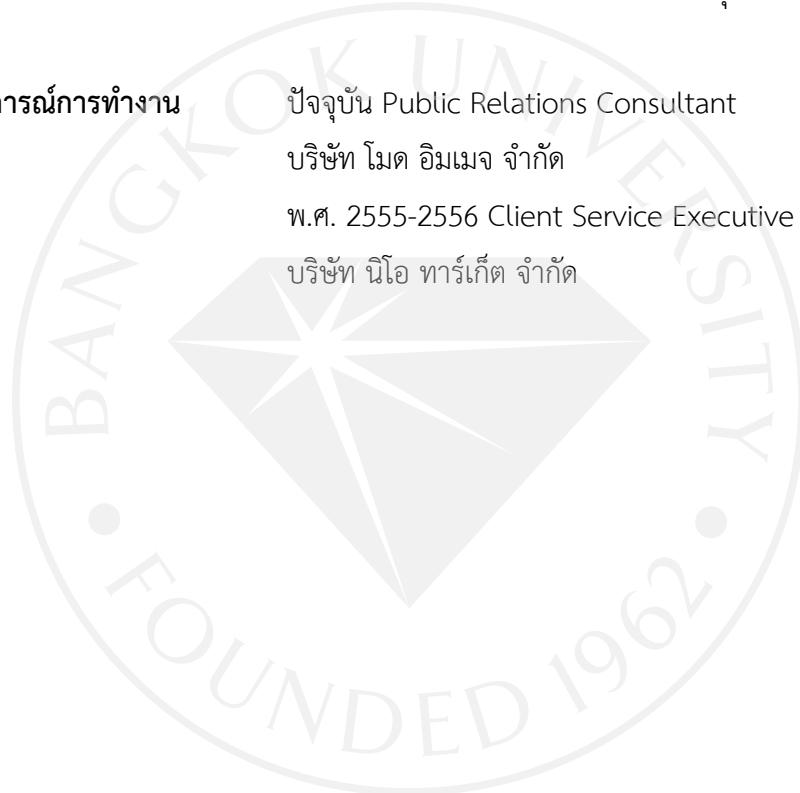 ารณ์การทำงาน ปัจจุบัน Public Relations Consultant
บริษัท โมด อิมเมจ จำกัด
พ.ศ. 2555-2556 Client Service Executive
บริษัท นิโอ ทาร์เก็ต จำกัด
BANGKOK UNIVERSITY
• FOUNDED 1962 •